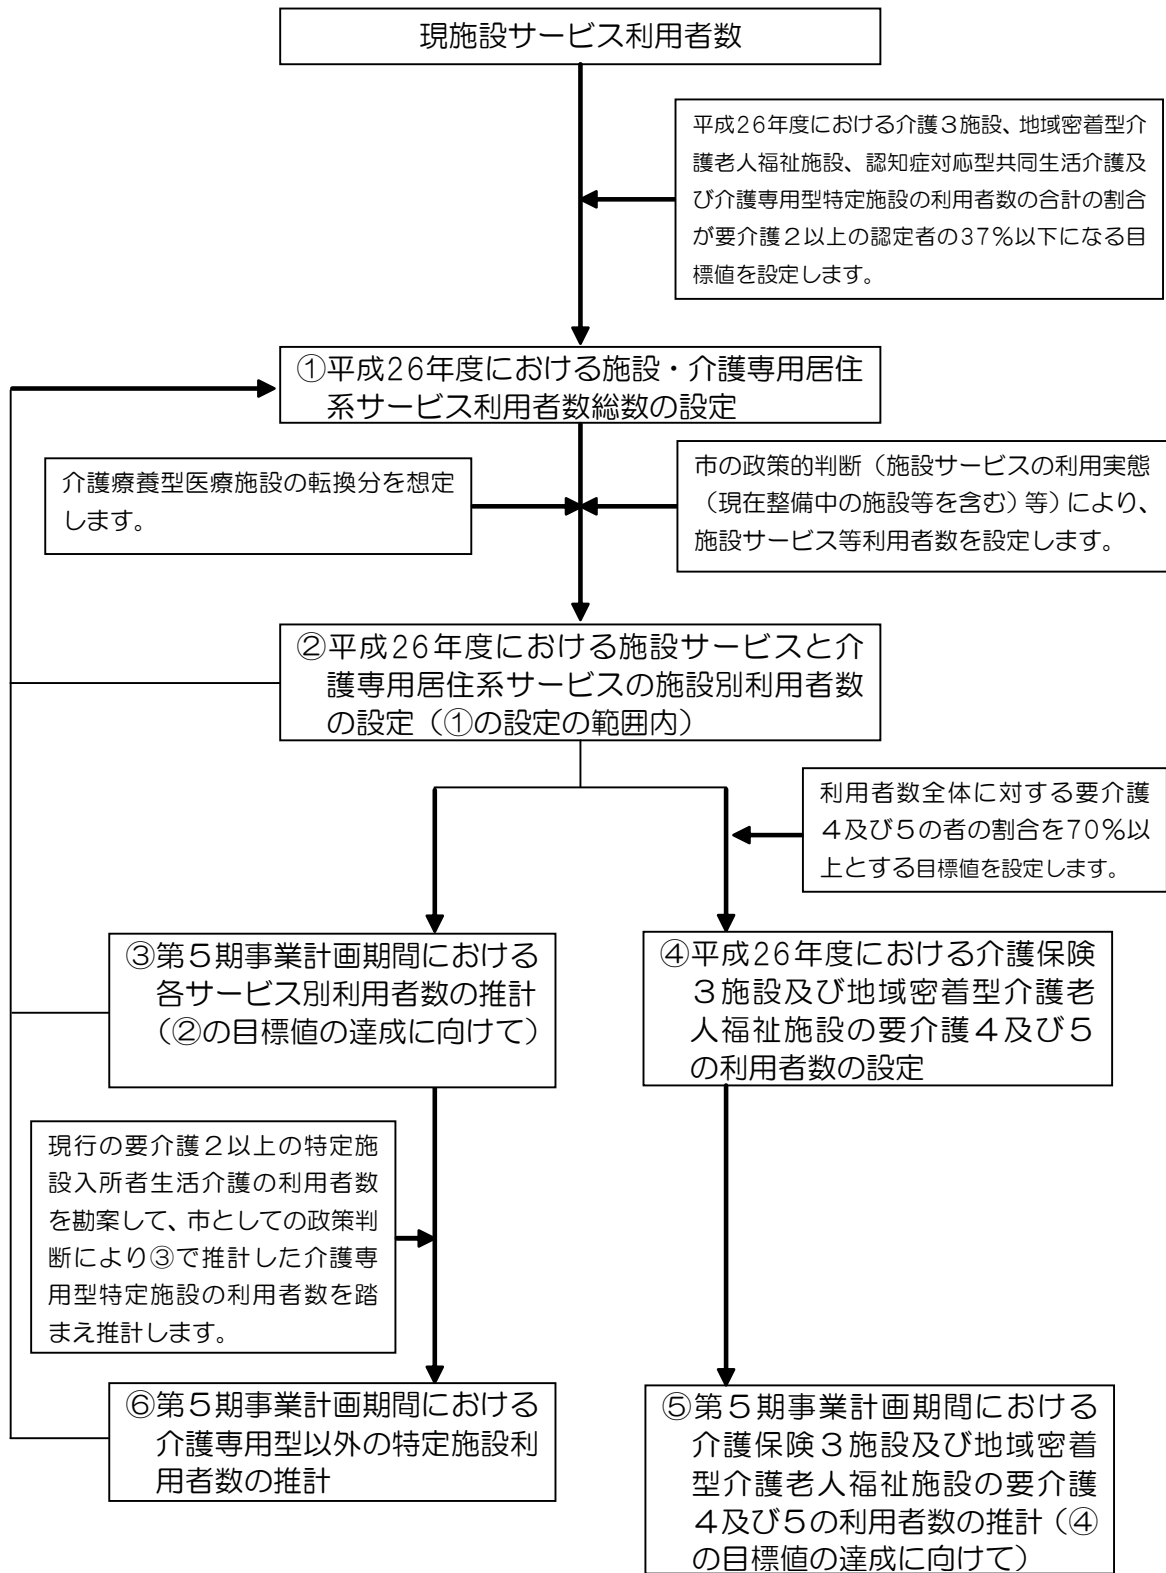 現施設サービス利用者数
平成26年度における介護３施設、地域密着型介
護老人福祉施設、認知症対応型共同生活介護及
び介護専用型特定施設の利用者数の合計の割合
が要介護２以上の認定者の37％以下になる目
標値を設定します。
①平成26年度における施設・介護専用居住
系サービス利用者数総数の設定
介護療養型医療施設の転換分を想定
します。
市の政策的判断（施設サービスの利用実態
（現在整備中の施設等を含む）等）により、
施設サービス等利用者数を設定します。
②平成26年度における施設サービスと介
護専用居住系サービスの施設別利用者数
の設定（①の設定の範囲内）
利用者数全体に対する要介護
４及び５の者の割合を70％以
上とする目標値を設定します。
③第５期事業計画期間における
各サービス別利用者数の推計
（②の目標値の達成に向けて）
④平成26年度における介護保険
３施設及び地域密着型介護老
人福祉施設の要介護４及び５
の利用者数の設定
現行の要介護２以上の特定施
設入所者生活介護の利用者数
を勘案して、市としての政策判
断により③で推計した介護専
用型特定施設の利用者数を踏
まえ推計します。
⑥第５期事業計画期間における
介護専用型以外の特定施設利
用者数の推計
⑤第５期事業計画期間における
介護保険３施設及び地域密着
型介護老人福祉施設の要介護
４及び５の利用者数の推計（④
の目標値の達成に向けて）